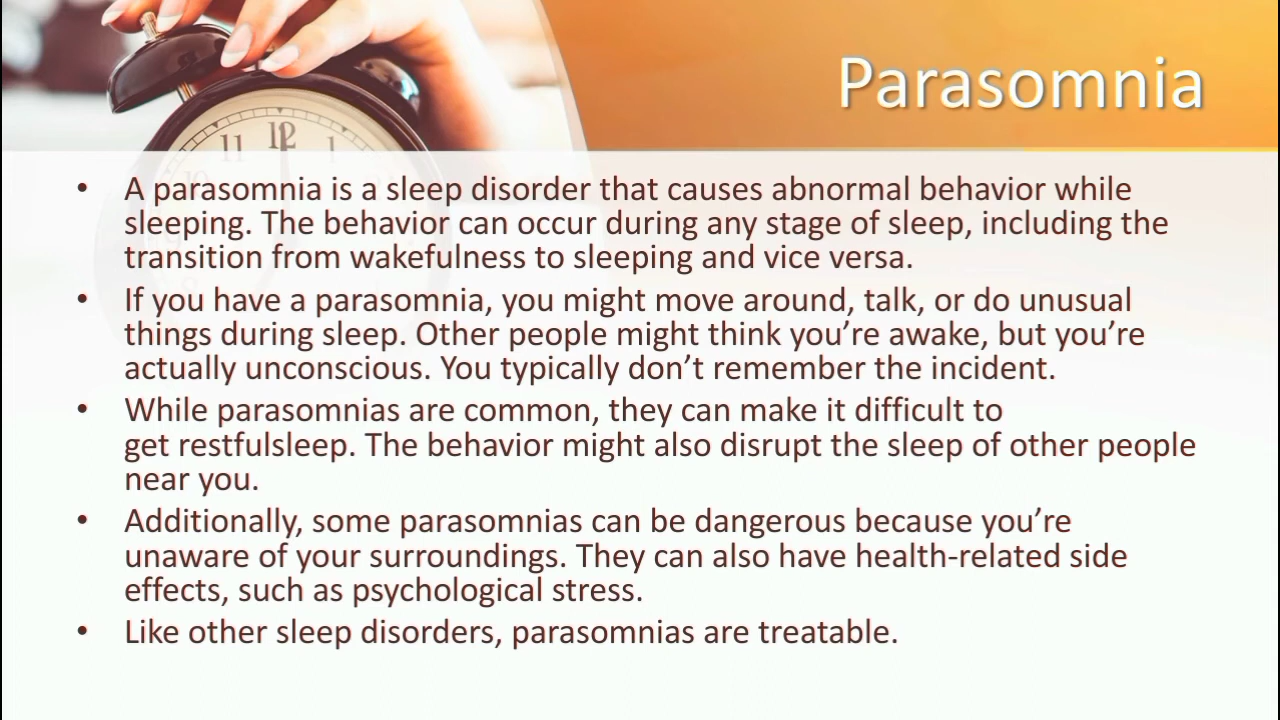 Parasomnia
11 12 1
10
• A parasomnia is a sleep disorder that causes abnormal behavior while
sleeping. The behavior can occur during any stage of sleep, including the
transition from wakefulness to sleeping and vice versa.
• If you have a parasomnia, you might move around, talk, or do unusual
things during sleep. Other people might think you’re awake, but you’re
actually unconscious. You typically don’t remember the incident.
• While parasomnias are common, they can make it difficult to
get restfulsleep. The behavior might also disrupt the sleep of other people
near you.
• Additionally, some parasomnias can be dangerous because you’re
unaware of your surroundings. They can also have health-related side
effects, such as psychological stress.
• Like other sleep disorders, parasomnias are treatable.